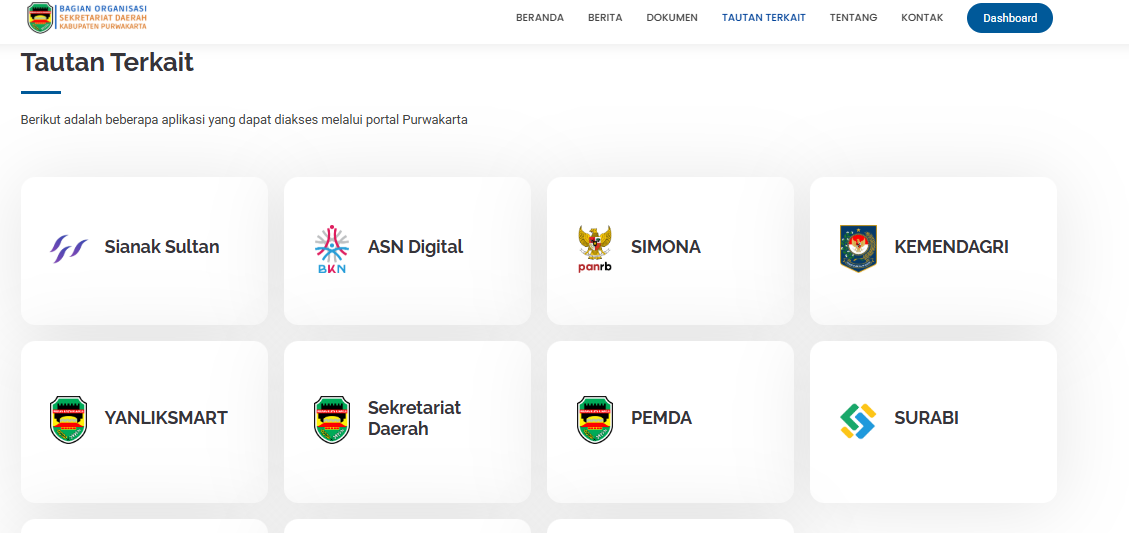 BAGIAN ORGANISASI
SEKRETARIAT DAERAH
KABUPATEN PURWAKARTA
BERANDA BERITA DOKUMEN TAUTAN TERKAIT TENTANG KONTAK Dashboard
Tautan Terkait
Berikut adalah beberapa aplikasi yang dapat diakses melalui portal Purwakarta
Sianak Sultan
BKN
ASN Digital
panrb
SIMONA
KEMENDAGRI
YANLIKSMART
Sekretariat
Daerah
PEMDA
SURABI